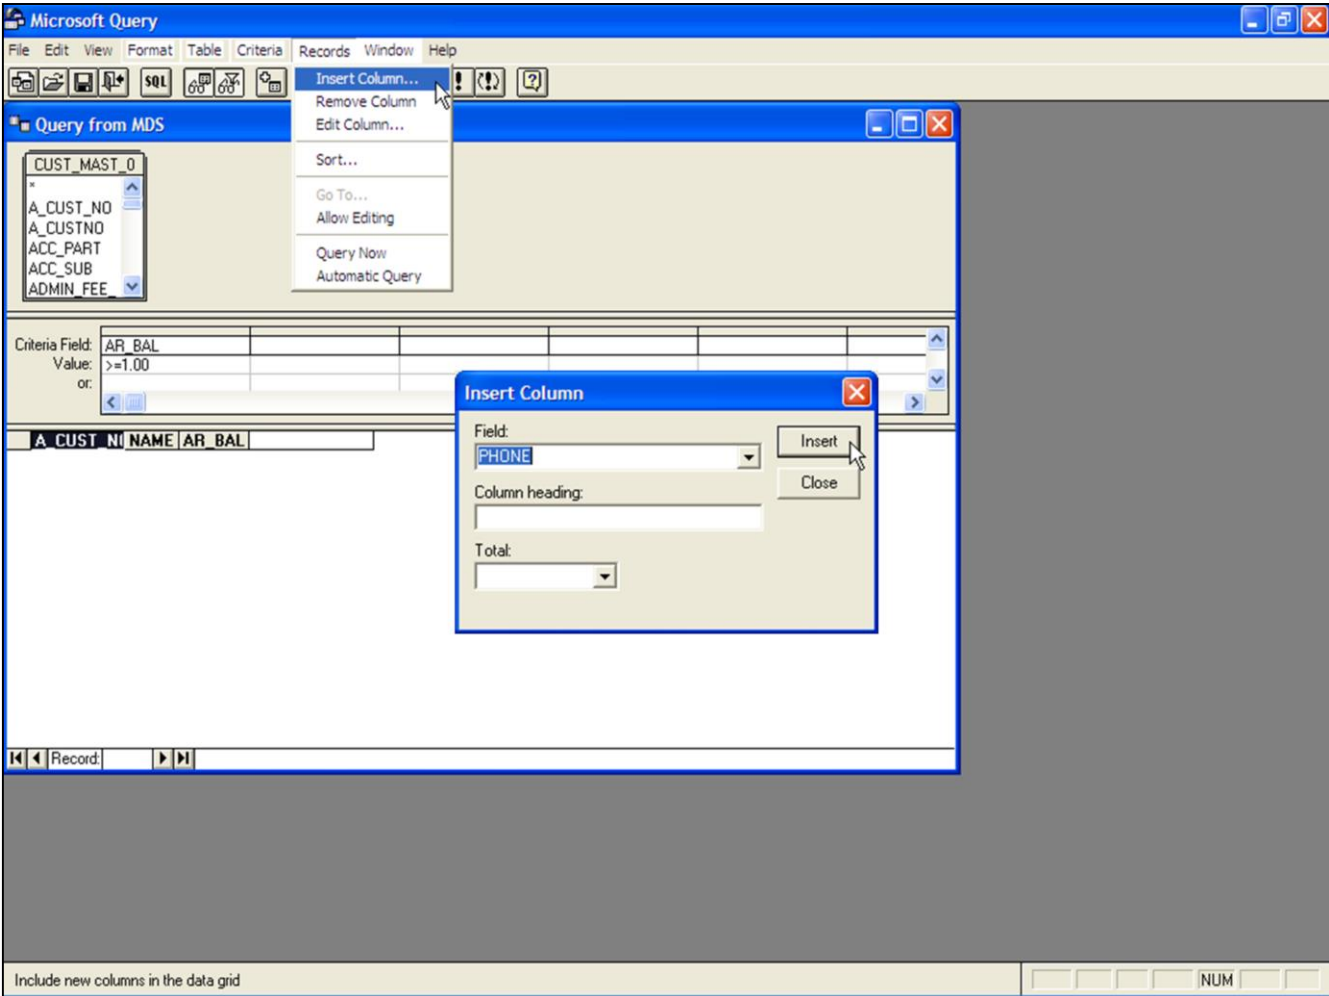 Microsoft Query
File Edit View Format Table Criteria Records Window Help
SQL
Insert Column...
Remove Column
Edit Column...
Sort...
Go To...
Allow Editing
Query Now
Automatic Query
Query from MDS
CUST_MAST_0
*
A_CUST_NO
A_CUSTNO
ACC_PART
ACC_SUB
ADMIN_FEE_
Criteria Field: AR_BAL
Value: >=1.00
or:
A_CUST_N NAME AR_BAL
Insert Column
Field:
PHONE
Insert
Column heading:
Close
Total:
Record:
Include new columns in the data grid
NUM